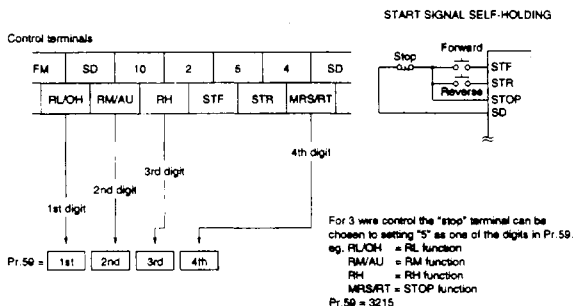 START SIGNAL SELF-HOLDING
Control terminals
FM SD 10 2 5 4 SD
RL/OH RM/AU RH STF STR MRS/RT
Stop
Forward
Reverse
STF
STR
STOP
SD
3rd digit
4th digit
2nd digit
1st digit
Pr.59 = 1st 2nd 3rd 4th
For 3 wire control the "stop" terminal can be
chosen to setting "5" as one of the digits in Pr.59.
eg. RL/OH = RL function
RM/AU = RM function
RH = RH function
MRS/RT = STOP function
Pr.59 = 3215